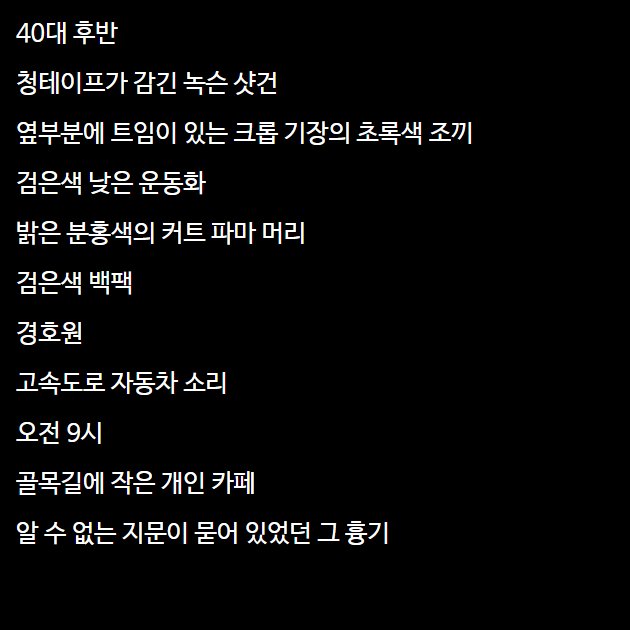 40대 후반
청테이프가 감긴 녹슨 샷건
옆부분에 트임이 있는 크롭 기장의 초록색 조끼
검은색 낮은 운동화
밝은 분홍색의 커트 파마 머리
검은색 백팩
경호원
고속도로 자동차 소리
오전 9시
골목길에 작은 개인 카페
알 수 없는 지문이 묻어 있었던 그 흉기